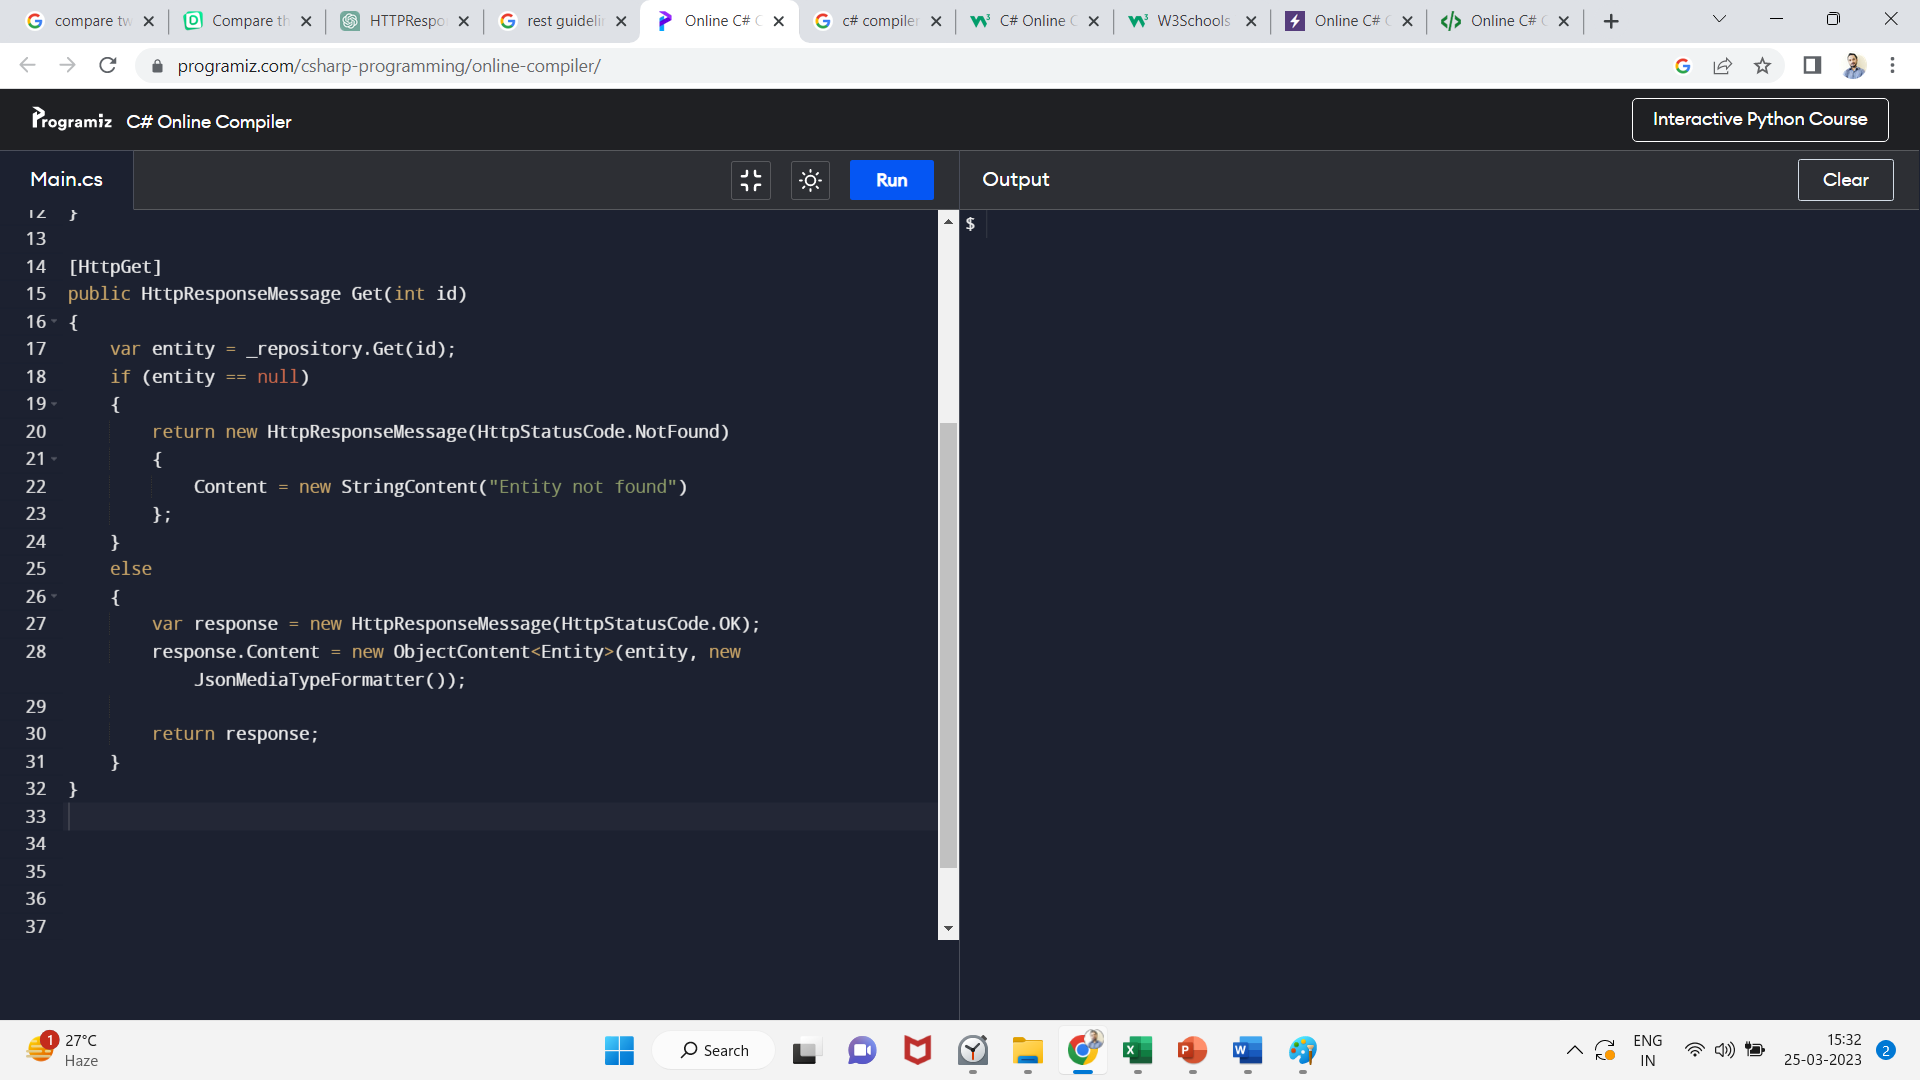 compare tw
Compare th
HTTPRespo
rest guideli
Online C# C
c# compiler
C# Online C
W3Schools
Online C# C
Online C# C
programiz.com/csharp-programming/online-compiler/
Programiz C# Online Compiler
Interactive Python Course
Main.cs
Run
Output
Clear
12 }
$
13
14 [HttpGet]
15 public HttpResponseMessage Get(int id)
16 {
17 var entity = _repository.Get(id);
18 if (entity == null)
19 {
20 return new HttpResponseMessage(HttpStatusCode.NotFound)
21 {
22 Content = new StringContent("Entity not found")
23 };
24 }
25 else
26 {
27 var response = new HttpResponseMessage(HttpStatusCode.OK);
28 response.Content = new ObjectContent<Entity>(entity, new
JsonMediaTypeFormatter());
29
30 return response;
31 }
32 }
33
34
35
36
37
1
27°C
Haze
Search
ENG
IN
15:32
25-03-2023
2